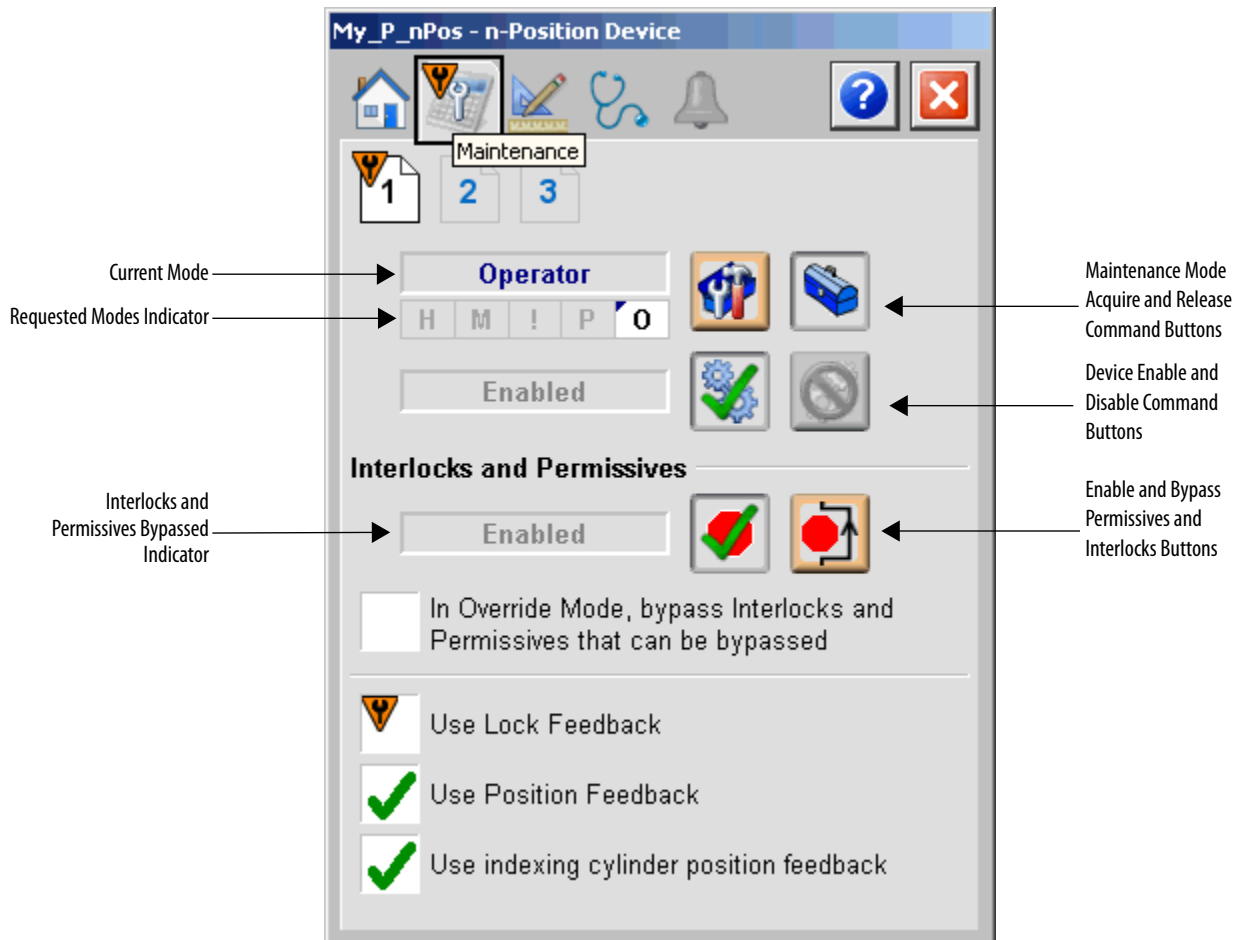 My_P_nPos - n-Position Device
?
Maintenance
1 2 3
Current Mode
Operator
Maintenance Mode
Acquire and Release
Command Buttons
Requested Modes Indicator
H M ! P O
Enabled
Device Enable and
Disable Command
Buttons
Interlocks and Permissives
Interlocks and
Permissives Bypassed
Indicator
Enabled
Enable and Bypass
Permissives and
Interlocks Buttons
In Override Mode, bypass Interlocks and
Permissives that can be bypassed
Use Lock Feedback
Use Position Feedback
Use indexing cylinder position feedback